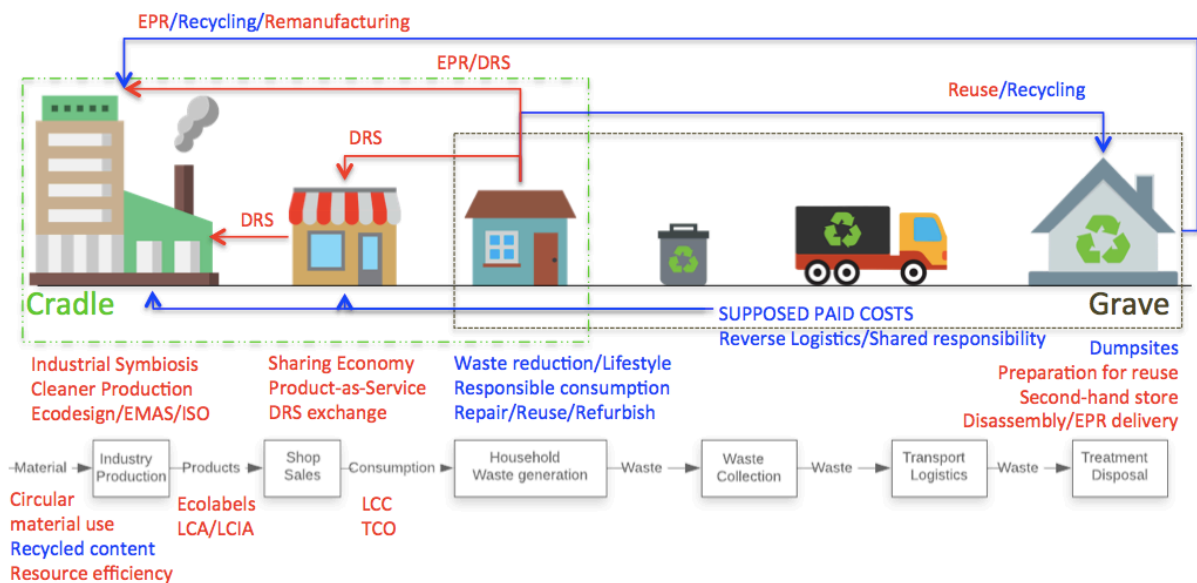 EPR/Recycling/Remanufacturing
EPR/DRS
Reuse/Recycling
DRS
DRS
Cradle
Grave
SUPPOSED PAID COSTS
Reverse Logistics/Shared responsibility
Industrial Symbiosis
Cleaner Production
Ecodesign/EMAS/ISO
Sharing Economy
Product-as-Service
DRS exchange
Waste reduction/Lifestyle
Responsible consumption
Repair/Reuse/Refurbish
Dumpsites
Preparation for reuse
Second-hand store
Disassembly/EPR delivery
Material
Industry
Production
Products
Shop
Sales
Consumption
Household
Waste generation
Waste
Waste
Collection
Waste
Transport
Logistics
Waste
Treatment
Disposal
Circular
material use
Recycled content
Resource efficiency
Ecolabels
LCA/LCIA
LCC
TCO